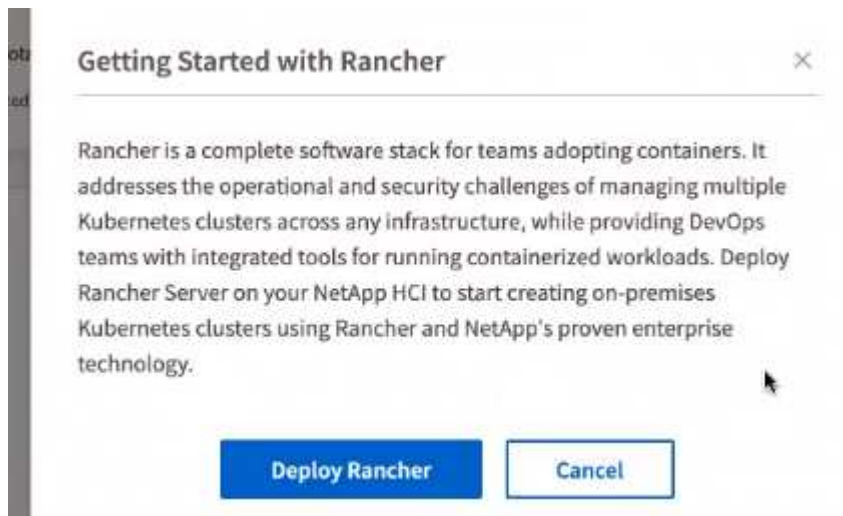 Getting Started with Rancher
Rancher is a complete software stack for teams adopting containers. It
addresses the operational and security challenges of managing multiple
Kubernetes clusters across any infrastructure, while providing DevOps
teams with integrated tools for running containerized workloads. Deploy
Rancher Server on your NetApp HCI to start creating on-premises
Kubernetes clusters using Rancher and NetApp's proven enterprise
technology.
Deploy Rancher
Cancel